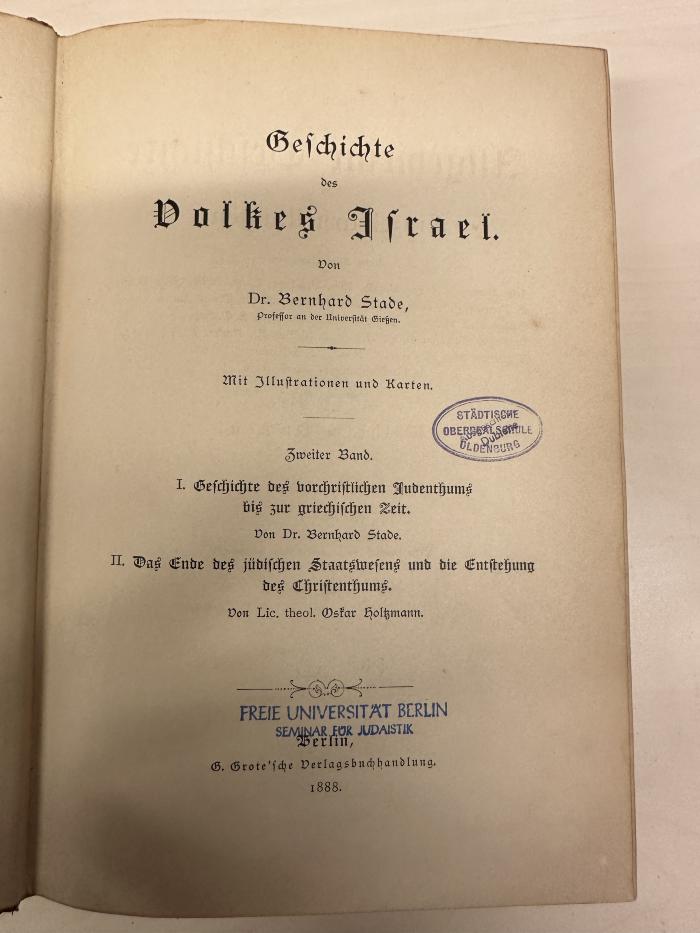 Geſchichte
des
Volkes Iſrael.
Von
Dr. Bernhard Stade,
Profeſſor an der Univerſität Gießen.
Mit Illuſtrationen und Karten.
STÄDTISCHE
OBERREALSCHULE
OLDENBURG
Dublette
Zweiter Band.
I. Geſchichte des vorchriſtlichen Judenthums
bis zur griechiſchen Zeit.
Von Dr. Bernhard Stade.
II. Das Ende des jüdiſchen Staatsweſens und die Entſtehung
des Chriſtenthums.
Von Lic. theol. Oskar Holtzmann.
FREIE UNIVERSITÄT BERLIN
SEMINAR FÜR JUDAISTIK
Berlin,
G. Grote'ſche Verlagsbuchhandlung.
1888.